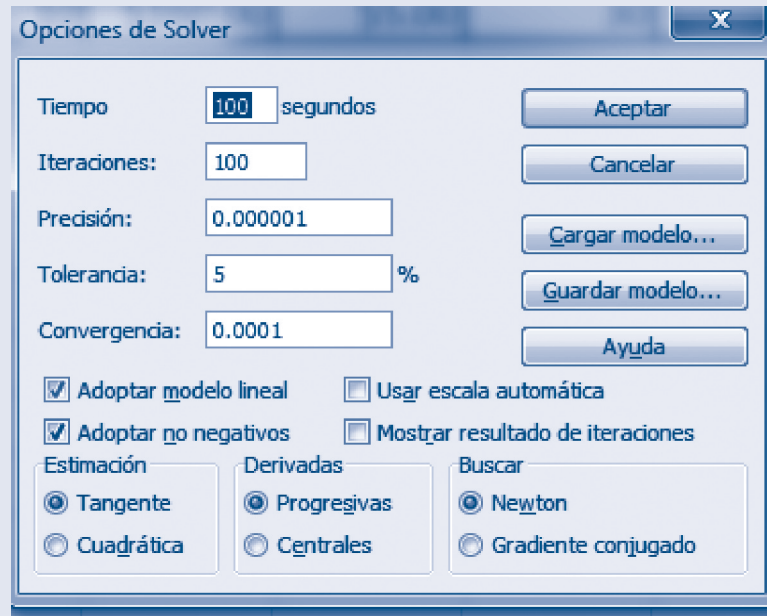 Opciones de Solver
Tiempo 100 segundos
Aceptar
Iteraciones: 100
Cancelar
Precisión: 0.000001
Cargar modelo...
Tolerancia: 5 %
Guardar modelo...
Convergencia: 0.0001
Ayuda
Adoptar modelo lineal
Usar escala automática
Adoptar no negativos
Mostrar resultado de iteraciones
Estimación
Tangente
Cuadrática
Derivadas
Progresivas
Centrales
Buscar
Newton
Gradiente conjugado